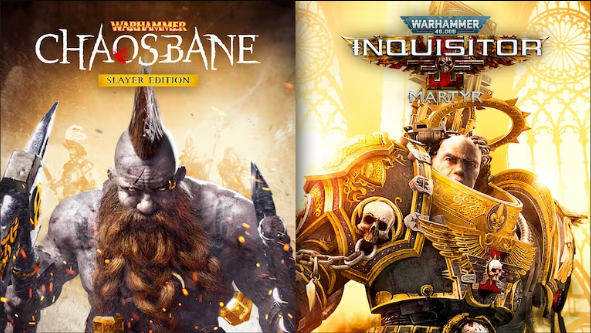 WARHAMMER
CHAOSBANE
SLAYER EDITION
WARHAMMER
40,000
INQUISITOR
MARTYR